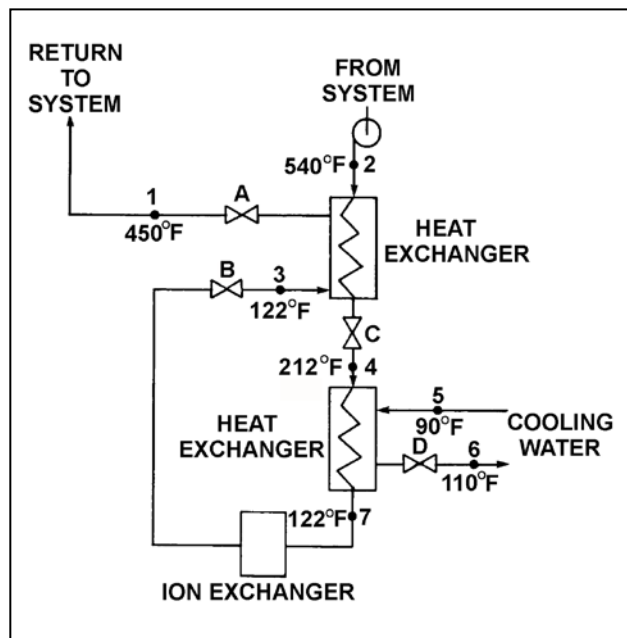 RETURN
TO
SYSTEM
FROM
SYSTEM
540°F
2
1
A
450°F
HEAT
EXCHANGER
B
3
122°F
C
212°F
4
HEAT
EXCHANGER
5
90°F
COOLING
WATER
D
6
110°F
122°F
7
ION EXCHANGER